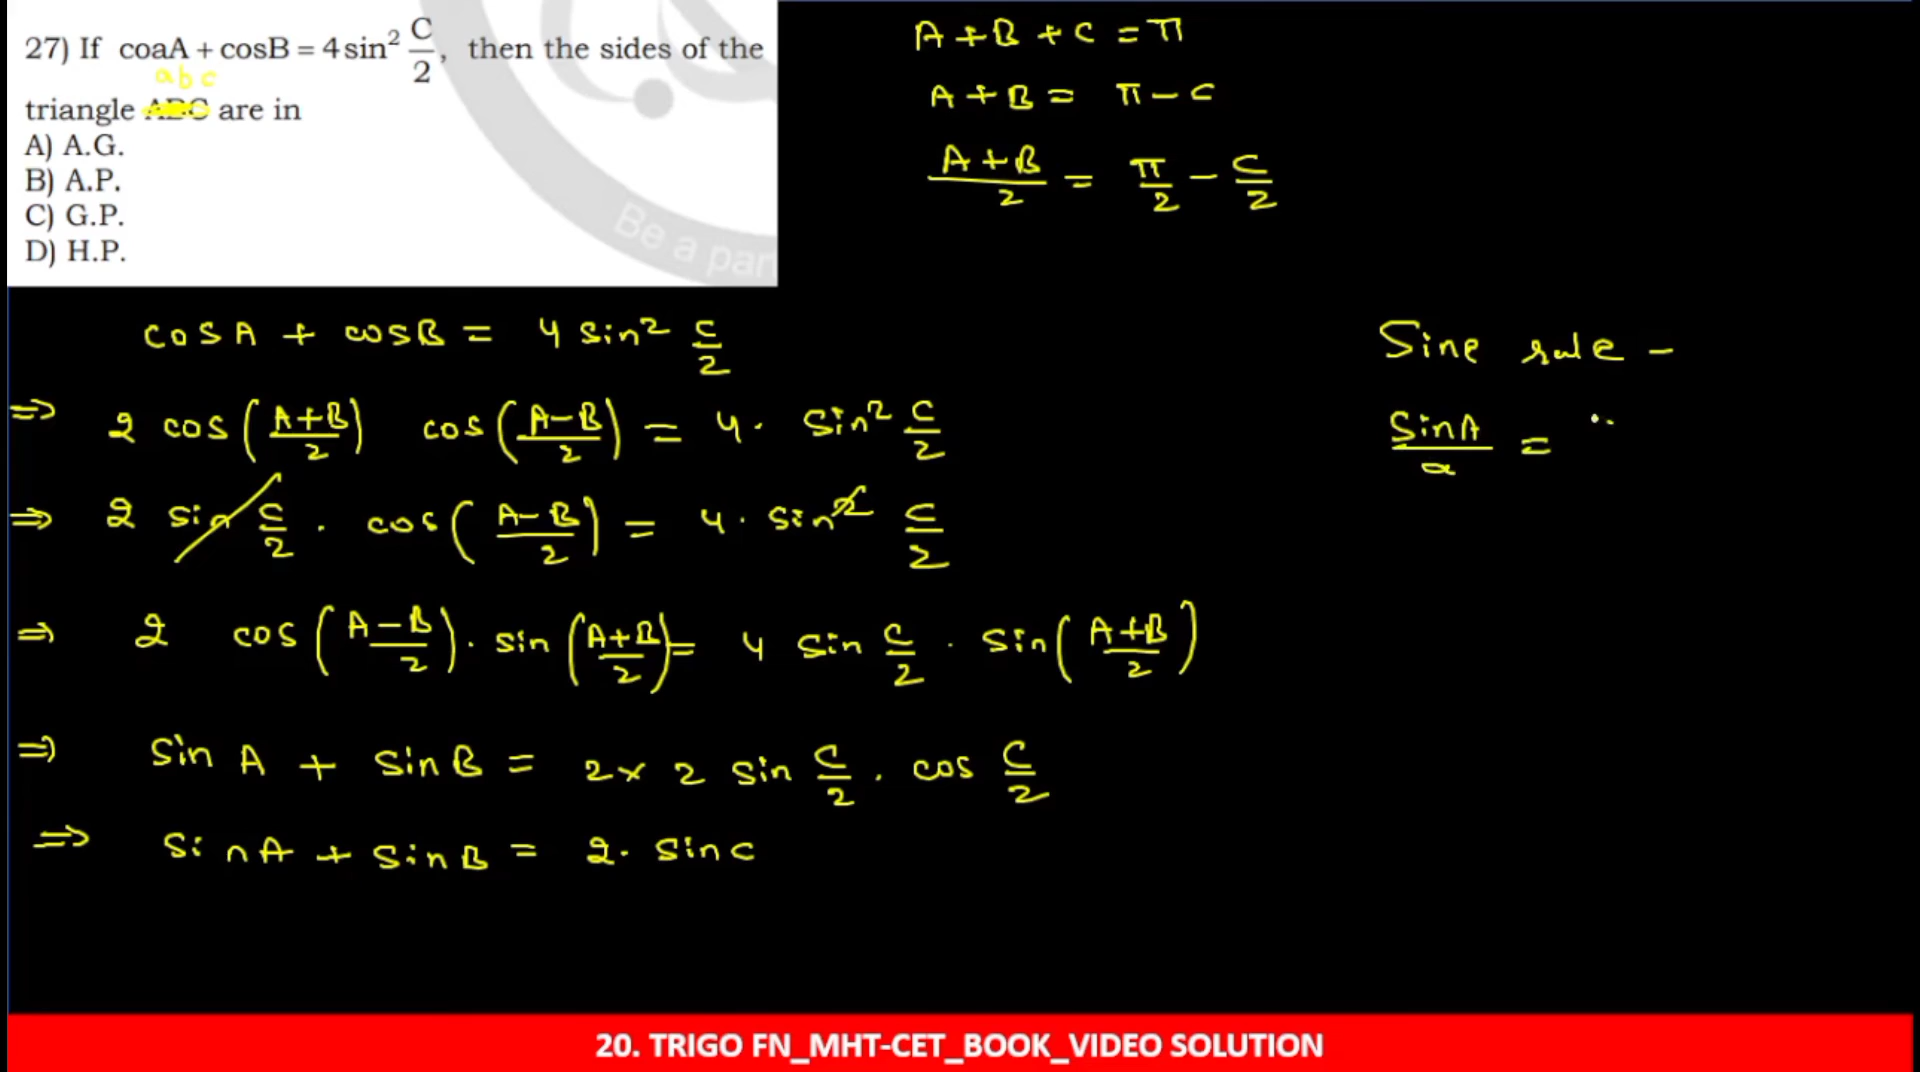 27) If coaA + cosB = 4 sin² C/2, then the sides of the
a b c
triangle ABC are in
A) A.G.
B) A.P.
C) G.P.
D) H.P.
Be a par
A + B + C = π
A + B = π - C
A + B/2 = π/2 - C/2
cos A + cos B = 4 sin² C/2
⇒ 2 cos (A+B/2) cos (A-B/2) = 4 · sin² C/2
⇒ 2 sin C/2 · cos (A-B/2) = 4 · sin² C/2
⇒ 2 cos (A-B/2) · sin (A+B/2) = 4 sin C/2 · sin (A+B/2)
⇒ sin A + sin B = 2 × 2 sin C/2 · cos C/2
⇒ sin A + sin B = 2 · sin C
Sine rule -
sin A/a =
20. TRIGO FN_MHT-CET_BOOK_VIDEO SOLUTION